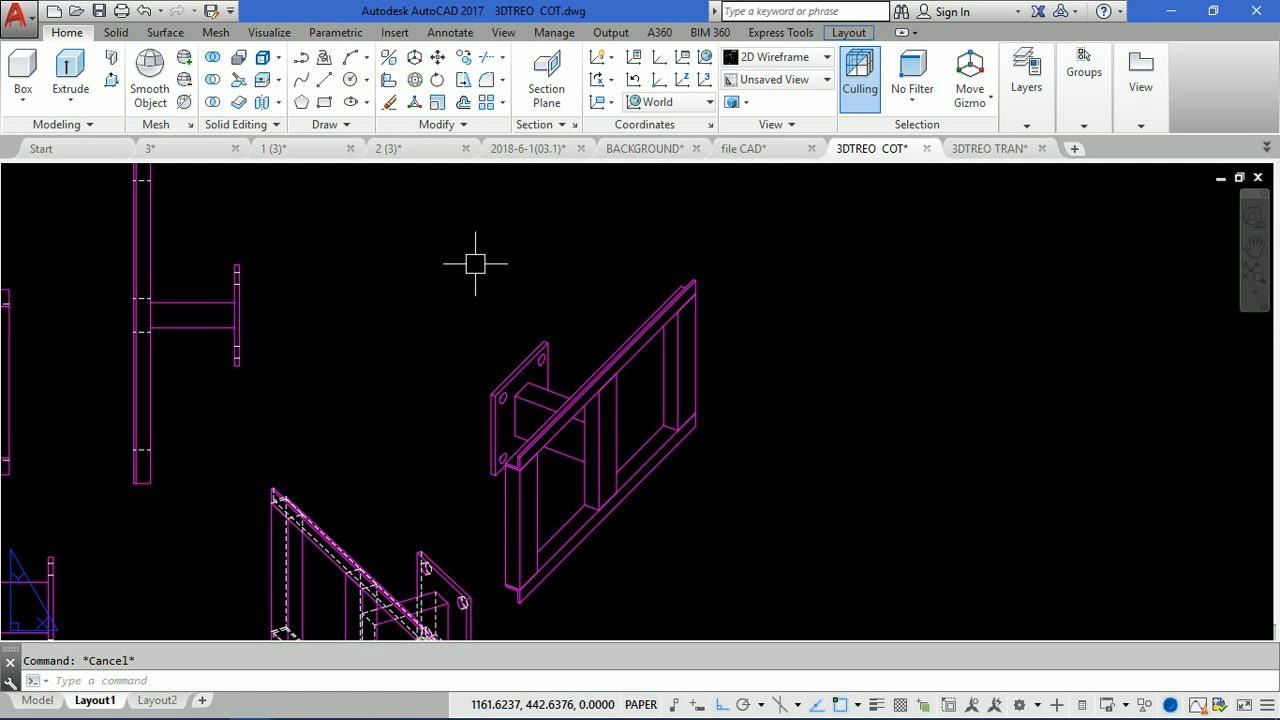 Autodesk AutoCAD 2017 3DTREO COT.dwg
Type a keyword or phrase
Sign In
Home Solid Surface Mesh Visualize Parametric Insert Annotate View Manage Output A360 BIM 360 Express Tools Layout
Box
Extrude
Smooth
Object
Section
Plane
World
2D Wireframe
Unsaved View
Culling
No Filter
Move
Gizmo
Layers
Groups
View
Modeling
Mesh
Solid Editing
Draw
Modify
Section
Coordinates
View
Selection
Start 3* 1 (3)* 2 (3)* 2018-6-1(03.1)* BACKGROUND* file CAD* 3DTREO COT* 3DTREO TRAN*
Y
X
Command: *Cancel*
Type a command
Model Layout1 Layout2
1161.6237, 442.6376, 0.0000 PAPER